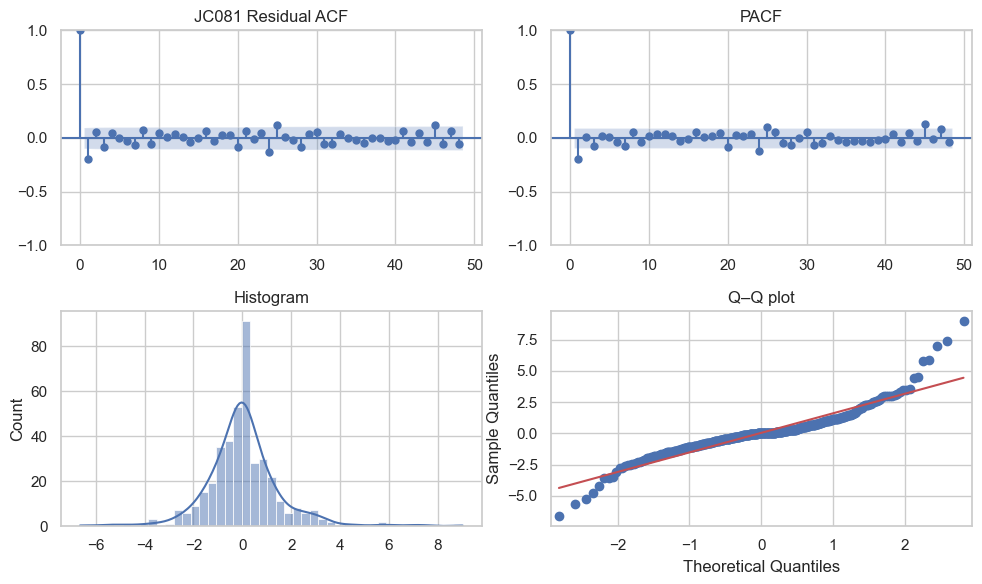 JC081 Residual ACF
1.0
0.5
0.0
−0.5
−1.0
0 10 20 30 40 50
PACF
1.0
0.5
0.0
−0.5
−1.0
0 10 20 30 40 50
Histogram
Count
80
60
40
20
0
−6 −4 −2 0 2 4 6 8
Q–Q plot
Sample Quantiles
7.5
5.0
2.5
0.0
−2.5
−5.0
−2 −1 0 1 2
Theoretical Quantiles